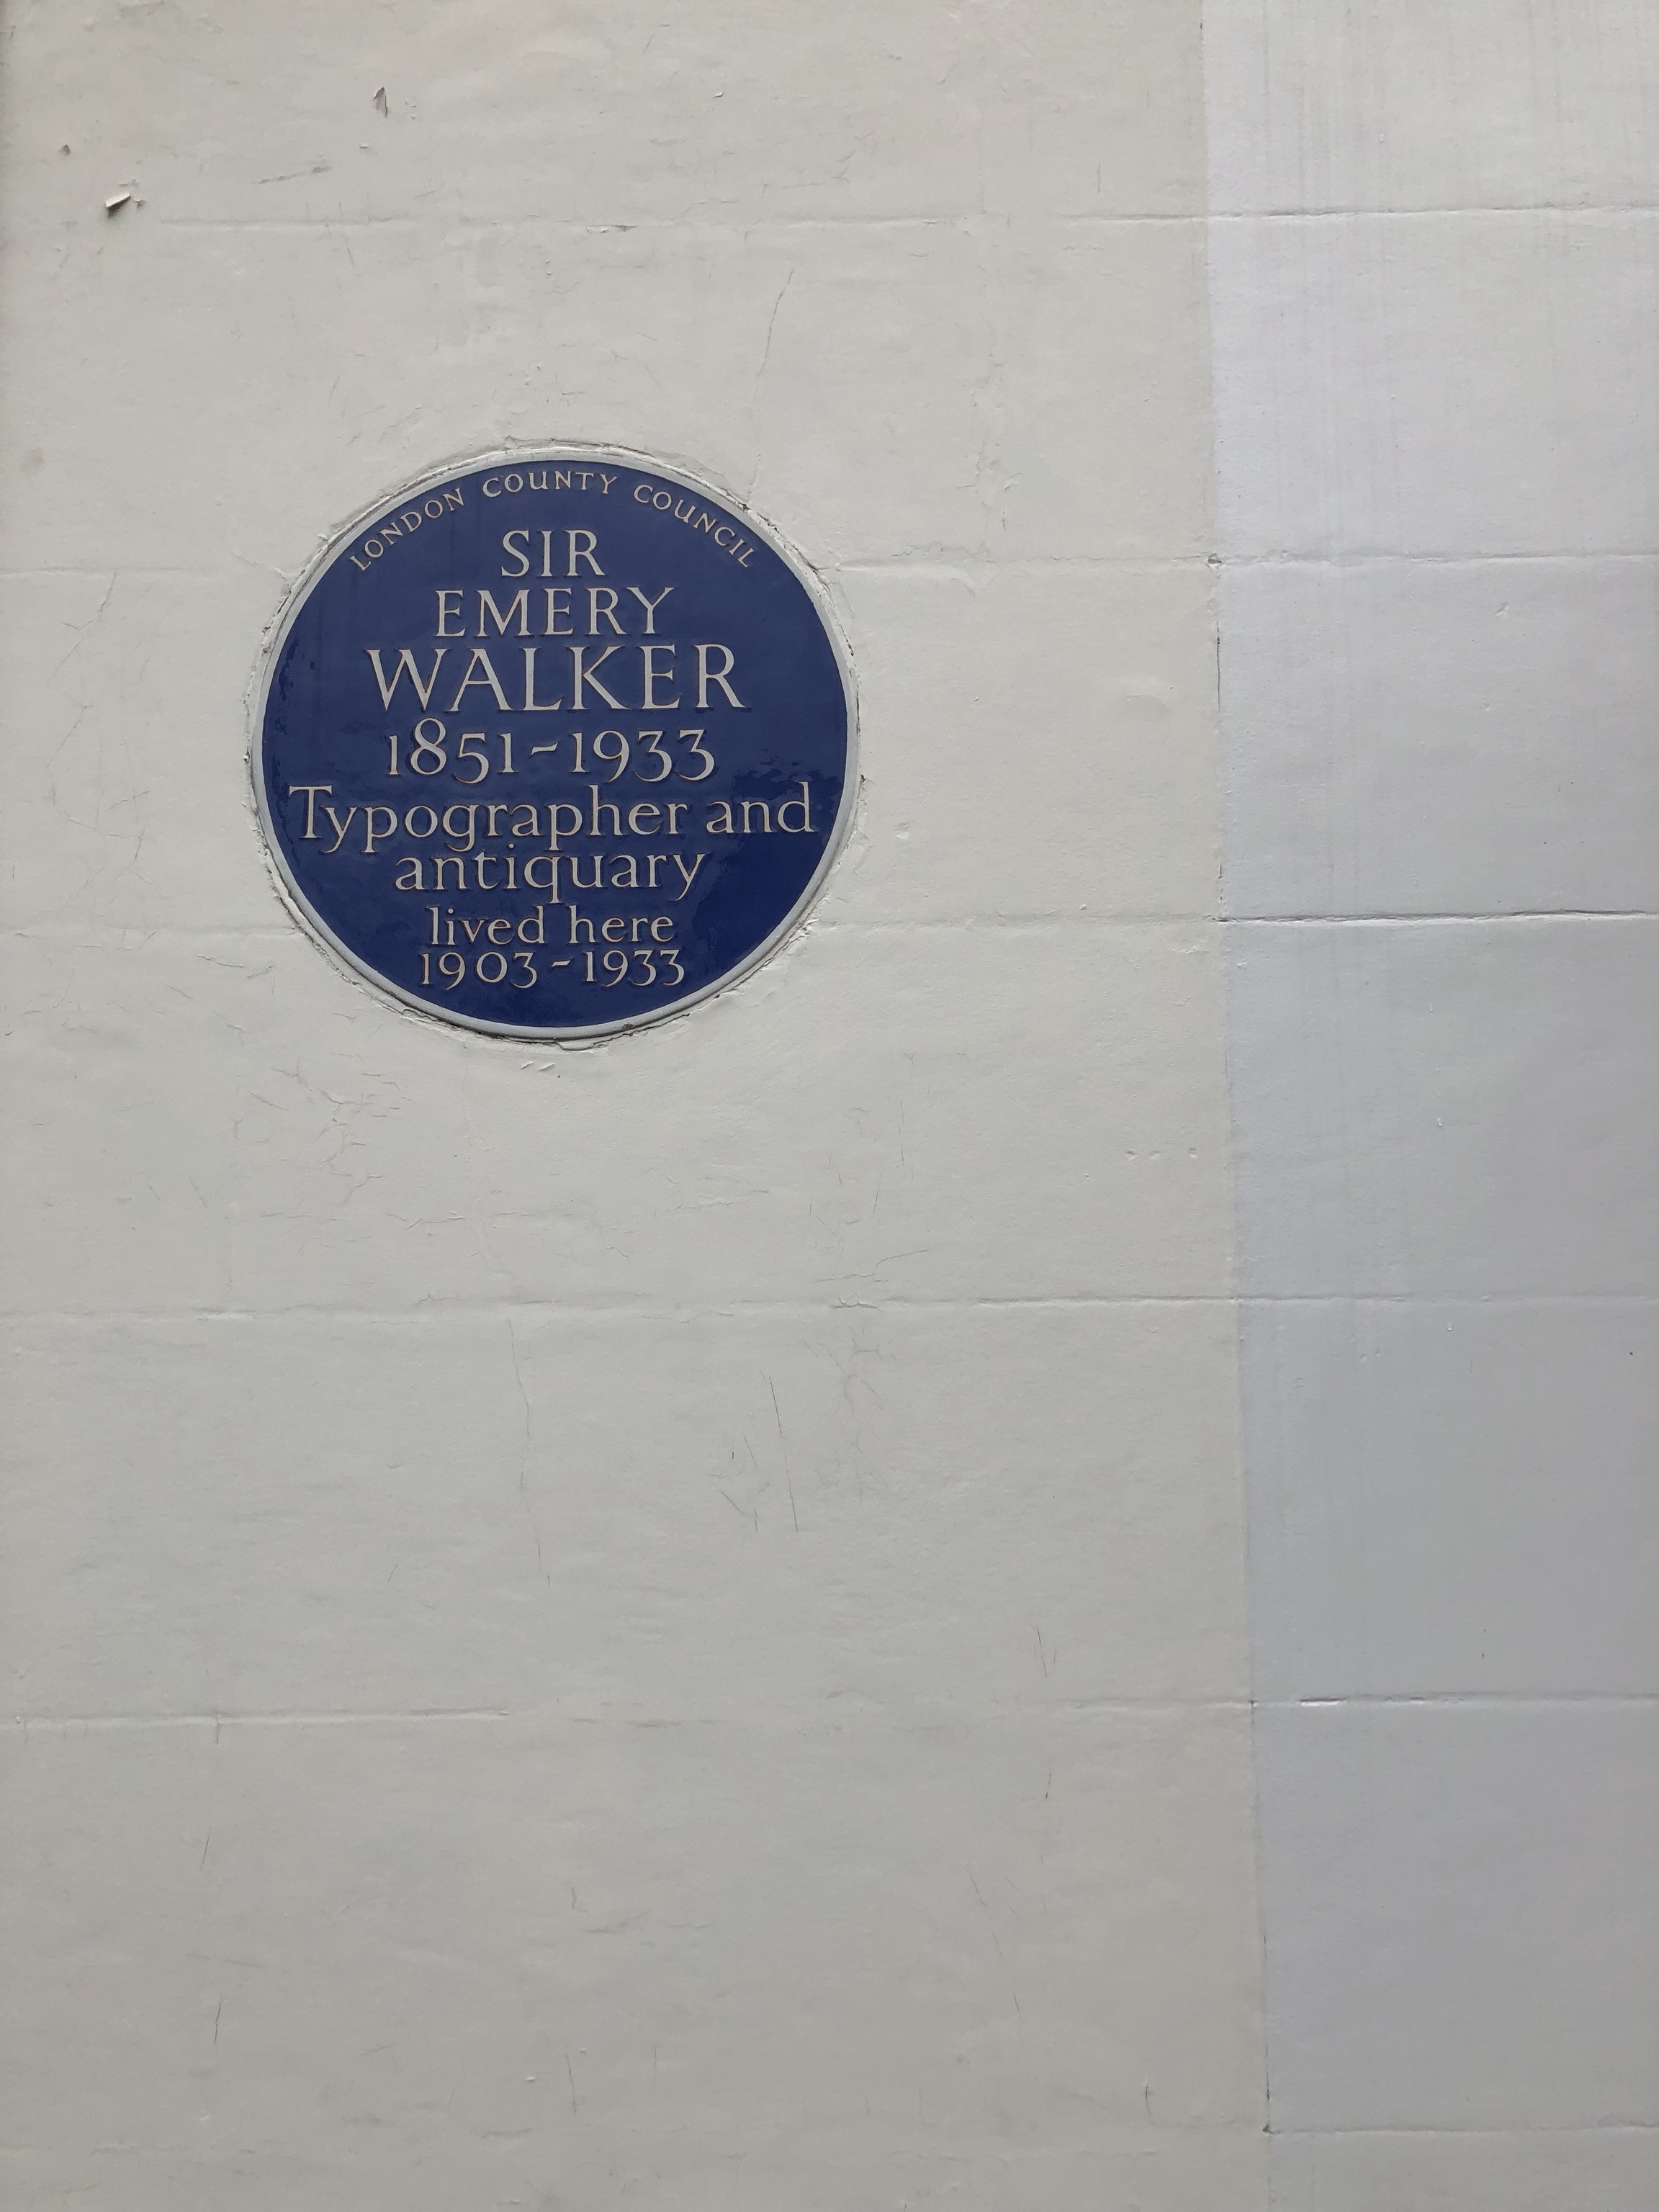 LONDON COUNTY COUNCIL
SIR
EMERY
WALKER
1851-1933
Typographer and
antiquary
lived here
1903-1933